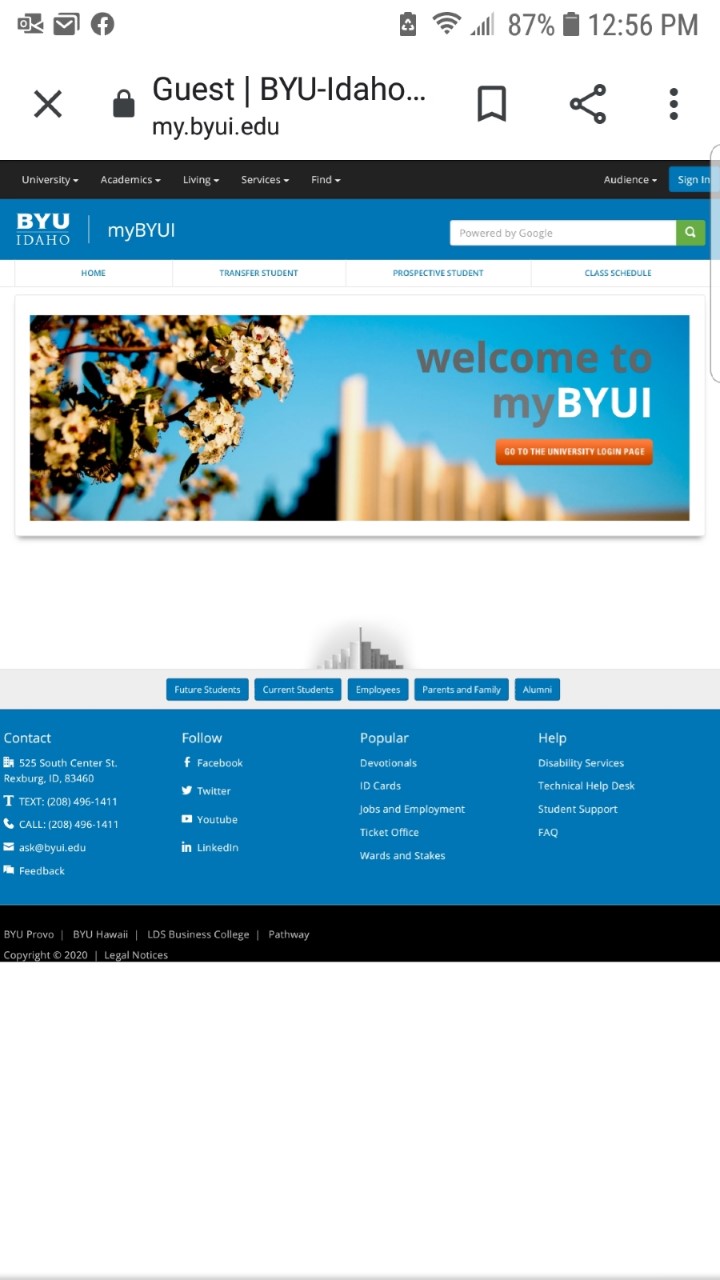 87% 12:56 PM
Guest | BYU-Idaho...
my.byui.edu
University Academics Living Services Find Audience Sign In
BYU
IDAHO
myBYUI
Powered by Google
HOME TRANSFER STUDENT PROSPECTIVE STUDENT CLASS SCHEDULE
welcome to
myBYUI
GO TO THE UNIVERSITY LOGIN PAGE
Future Students Current Students Employees Parents and Family Alumni
Contact
525 South Center St.
Rexburg, ID, 83460
TEXT: (208) 496-1411
CALL: (208) 496-1411
ask@byui.edu
Feedback
Follow
Facebook
Twitter
Youtube
LinkedIn
Popular
Devotionals
ID Cards
Jobs and Employment
Ticket Office
Wards and Stakes
Help
Disability Services
Technical Help Desk
Student Support
FAQ
BYU Provo | BYU Hawaii | LDS Business College | Pathway
Copyright © 2020 | Legal Notices